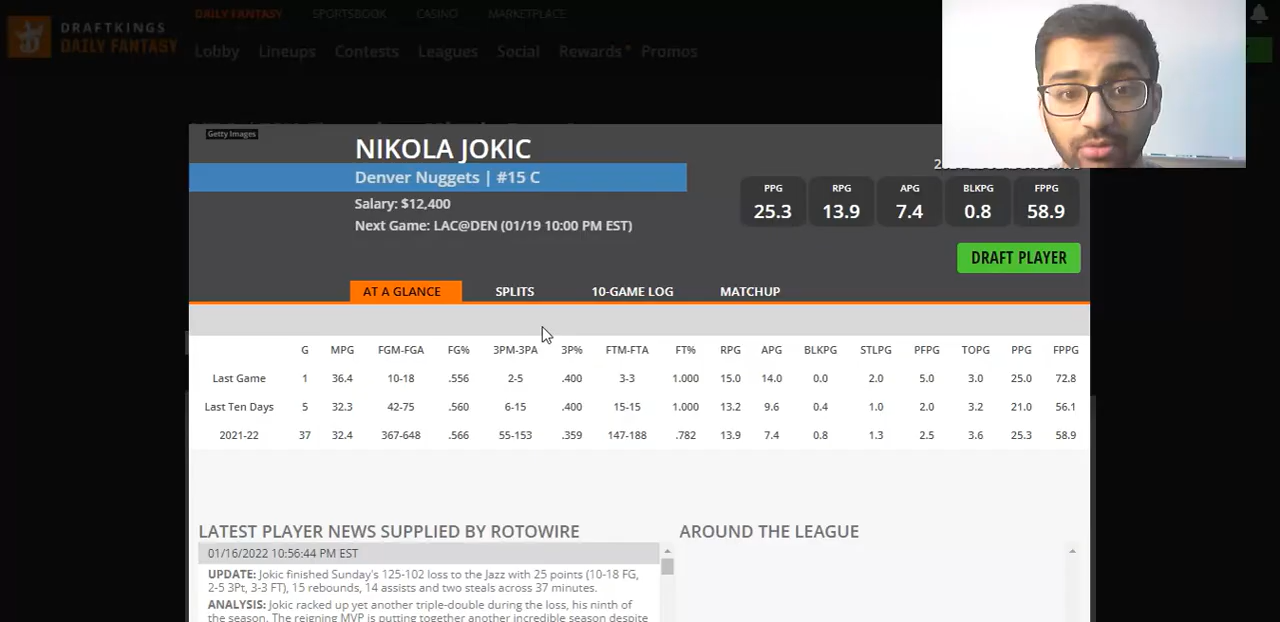 DRAFTKINGS
DAILY FANTASY
DAILY FANTASY SPORTSBOOK CASINO MARKETPLACE
Lobby Lineups Contests Leagues Social Rewards Promos
Getty Images
NIKOLA JOKIC
Denver Nuggets | #15 C
Salary: $12,400
Next Game: LAC@DEN (01/19 10:00 PM EST)
PPG RPG APG BLKPG FPPG
25.3 13.9 7.4 0.8 58.9
DRAFT PLAYER
AT A GLANCE SPLITS 10-GAME LOG MATCHUP
G MPG FGM-FGA FG% 3PM-3PA 3P% FTM-FTA FT% RPG APG BLKPG STLPG PFPG TOPG PPG FPPG
Last Game 1 36.4 10-18 .556 2-5 .400 3-3 1.000 15.0 14.0 0.0 2.0 5.0 3.0 25.0 72.8
Last Ten Days 5 32.3 42-75 .560 6-15 .400 15-15 1.000 13.2 9.6 0.4 1.0 2.0 3.2 21.0 56.1
2021-22 37 32.4 367-648 .566 55-153 .359 147-188 .782 13.9 7.4 0.8 1.3 2.5 3.6 25.3 58.9
LATEST PLAYER NEWS SUPPLIED BY ROTOWIRE
01/16/2022 10:56:44 PM EST
UPDATE: Jokic finished Sunday's 125-102 loss to the Jazz with 25 points (10-18 FG,
2-5 3Pt, 3-3 FT), 15 rebounds, 14 assists and two steals across 37 minutes.
ANALYSIS: Jokic racked up yet another triple-double during the loss, his ninth of
the season. The reigning MVP is putting together another incredible season despite
AROUND THE LEAGUE